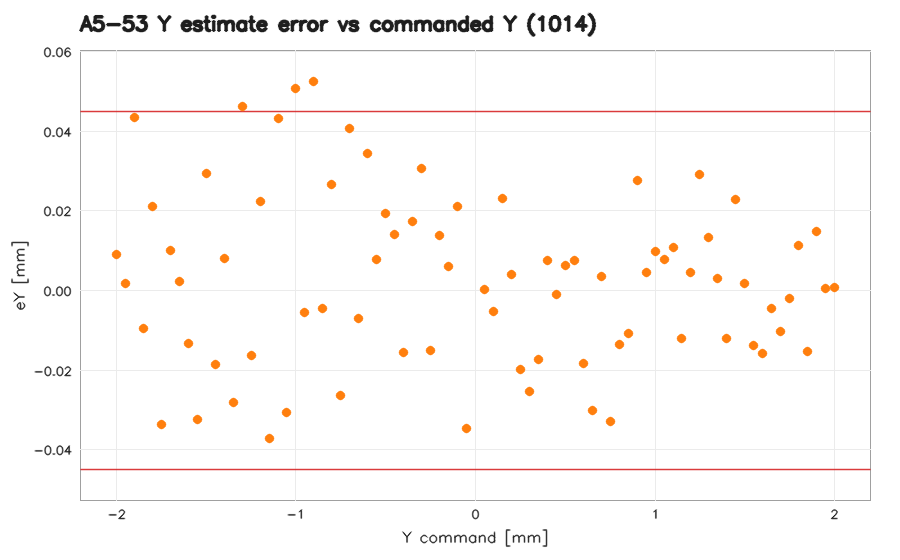 A5-53 Y estimate error vs commanded Y (1014)
0.06
0.04
0.02
0.00
-0.02
-0.04
eY [mm]
-2 -1 0 1 2
Y command [mm]